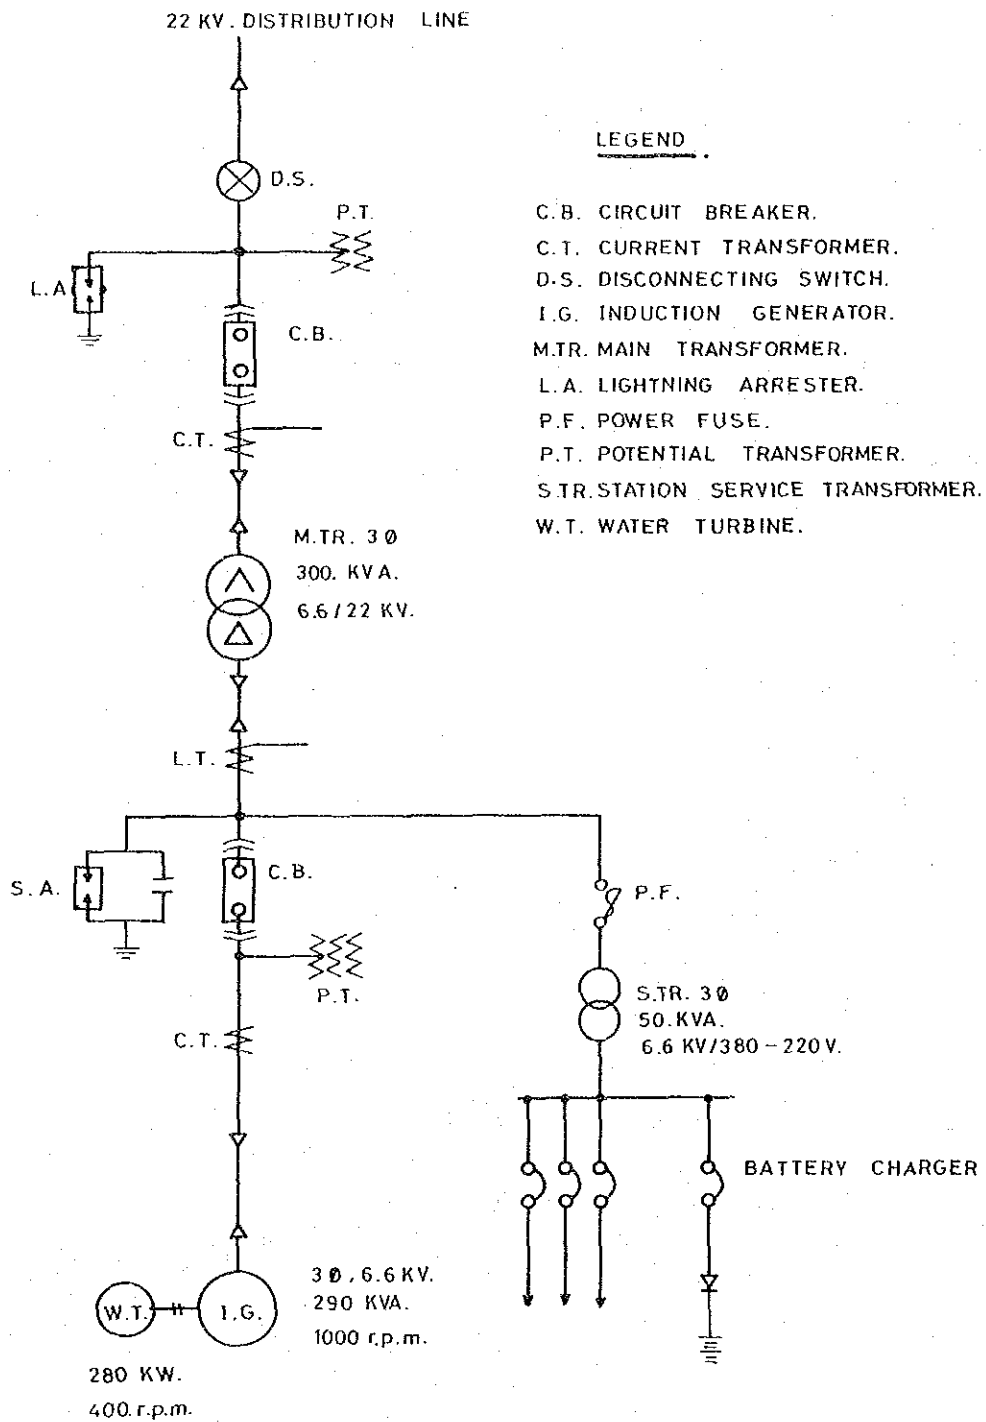 22 KV. DISTRIBUTION LINE
D.S.
P.T.
L.A
C.B.
C.T.
M.TR. 3Ø
300. KVA.
6.6/22 KV.
L.T.
S.A.
C.B.
P.F.
P.T.
S.TR. 3Ø
50. KVA.
6.6 KV/380-220V.
C.T.
BATTERY CHARGER
W.T.
I.G.
3Ø, 6.6 KV.
290 KVA.
1000 r.p.m.
280 KW.
400. r.p.m.
LEGEND.
C.B. CIRCUIT BREAKER.
C.T. CURRENT TRANSFORMER.
D.S. DISCONNECTING SWITCH.
I.G. INDUCTION GENERATOR.
M.TR. MAIN TRANSFORMER.
L.A. LIGHTNING ARRESTER.
P.F. POWER FUSE.
P.T. POTENTIAL TRANSFORMER.
S.TR. STATION SERVICE TRANSFORMER.
W.T. WATER TURBINE.